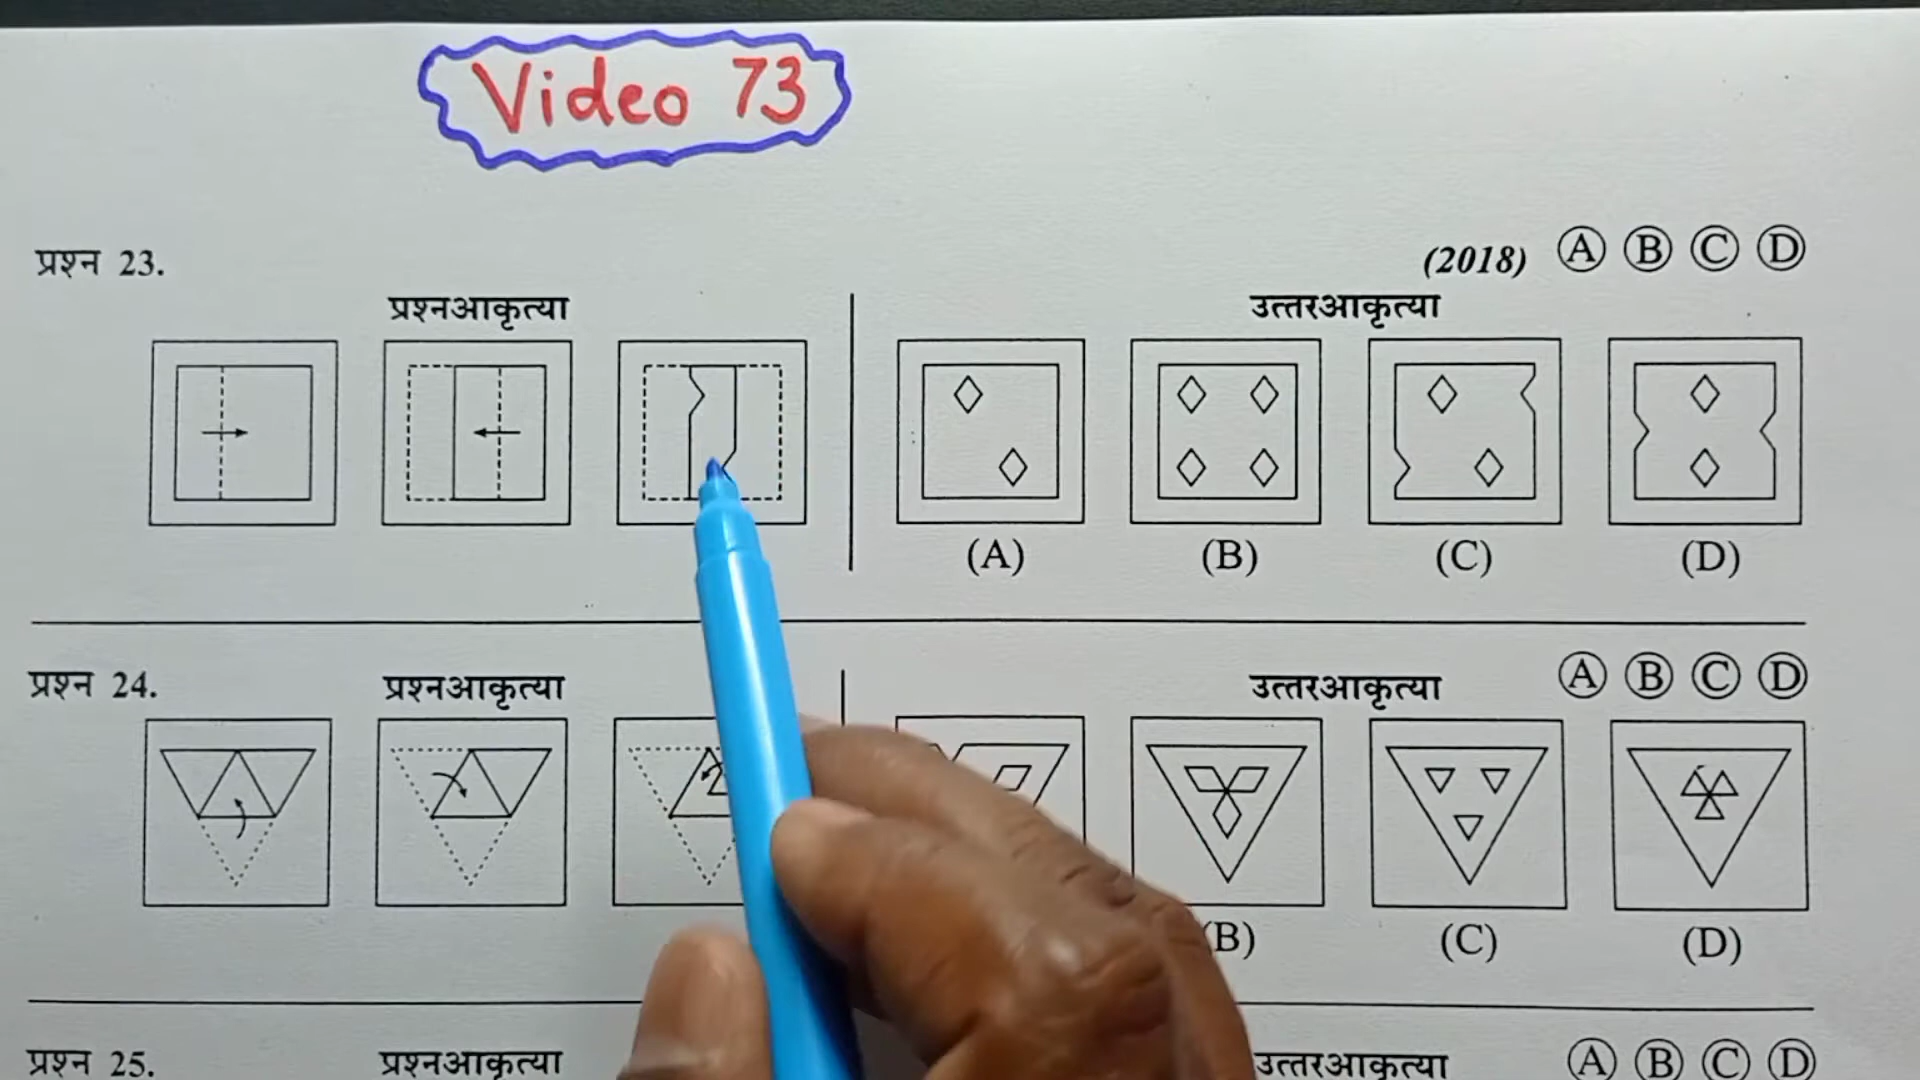 Video 73
प्रश्न 23.
(2018) Ⓐ Ⓑ Ⓒ Ⓓ
प्रश्नआकृत्या
उत्तरआकृत्या
(A) (B) (C) (D)
प्रश्न 24.
प्रश्नआकृत्या
उत्तरआकृत्या
Ⓐ Ⓑ Ⓒ Ⓓ
(B) (C) (D)
प्रश्न 25.
प्रश्नआकृत्या
उत्तरआकृत्या
Ⓐ Ⓑ Ⓒ Ⓓ